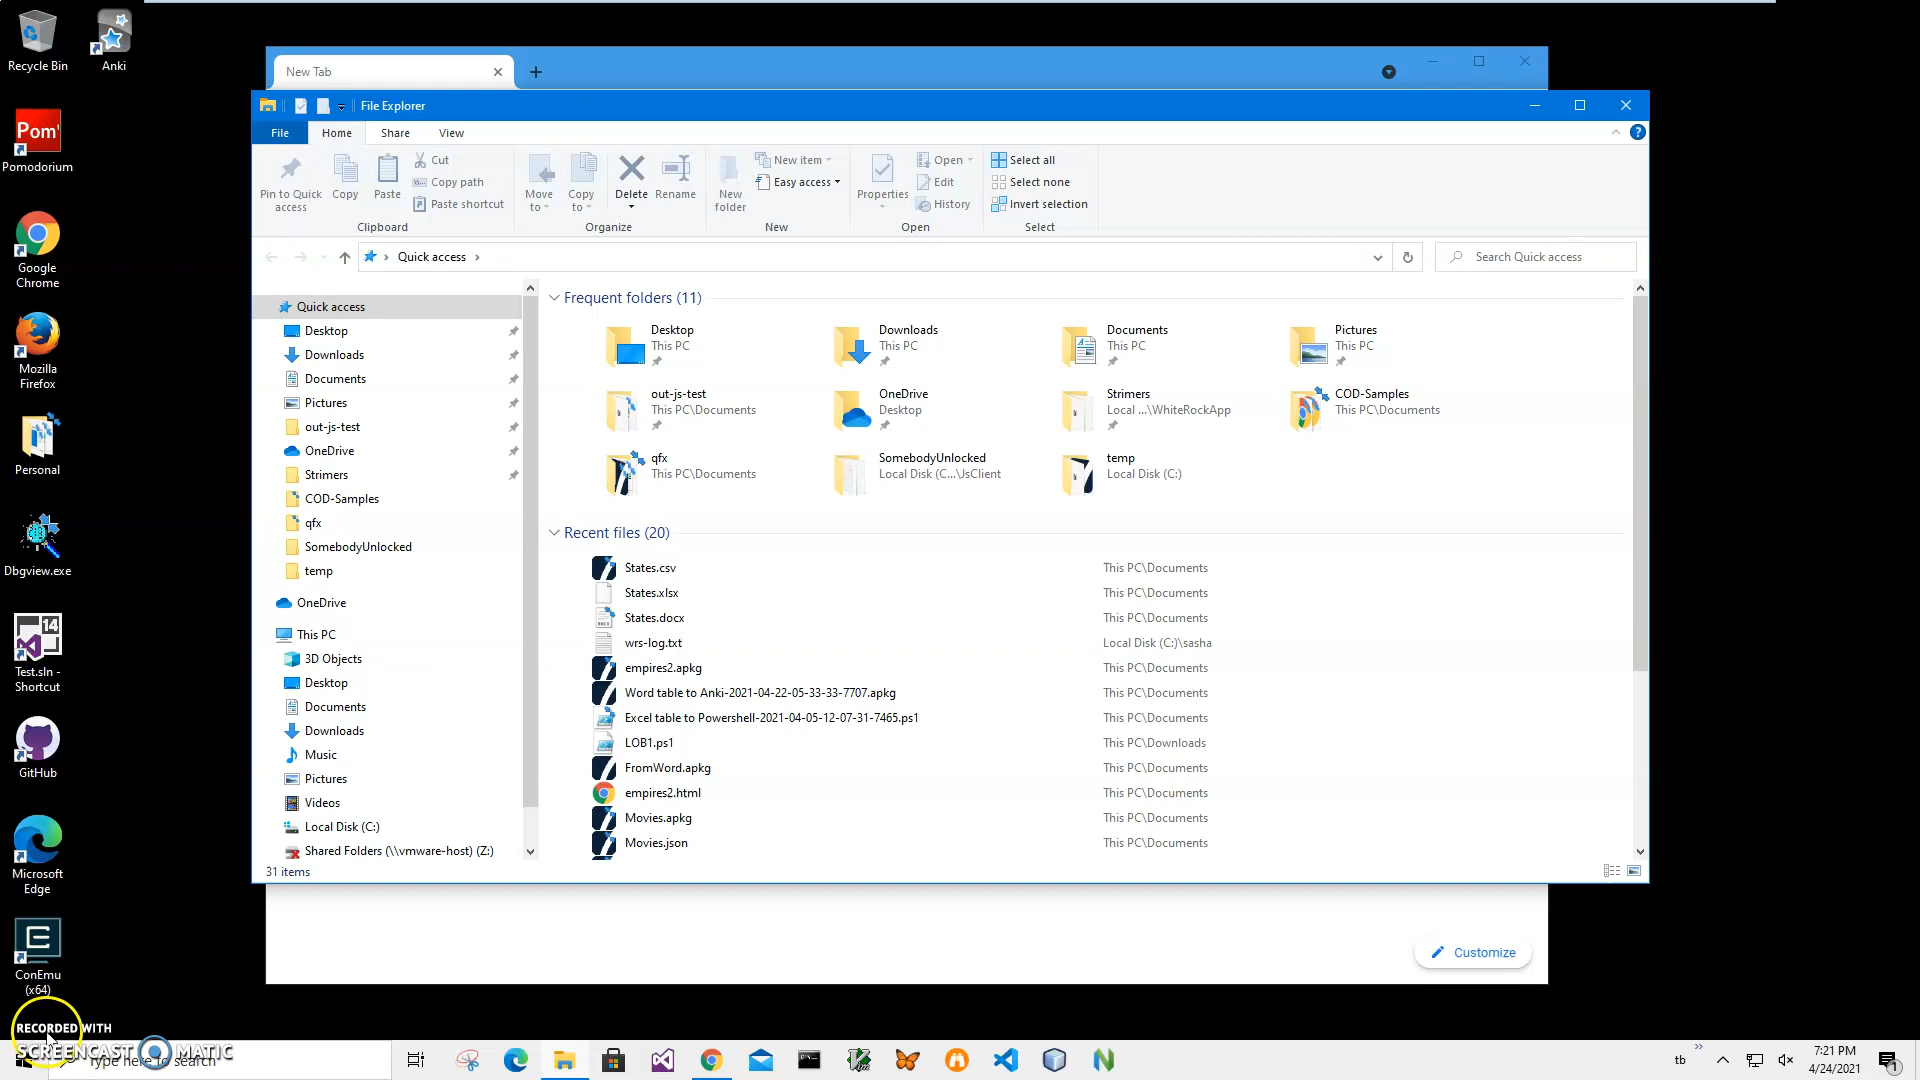 Recycle Bin
Anki
Pom'
Pomodorium
Google
Chrome
Mozilla
Firefox
Personal
Dbgview.exe
14
Test.sln -
Shortcut
GitHub
Microsoft
Edge
ConEmu
(x64)
New Tab
File Explorer
File
Home
Share
View
Pin to Quick
access
Copy
Paste
Cut
Copy path
Paste shortcut
Clipboard
Move
to
Copy
to
Delete
Rename
Organize
New
folder
New item
Easy access
New
Properties
Open
Edit
History
Open
Select all
Select none
Invert selection
Select
Quick access
Search Quick access
Quick access
Desktop
Downloads
Documents
Pictures
out-js-test
OneDrive
Strimers
COD-Samples
qfx
SomebodyUnlocked
temp
OneDrive
This PC
3D Objects
Desktop
Documents
Downloads
Music
Pictures
Videos
Local Disk (C:)
Shared Folders (\\vmware-host) (Z:)
Frequent folders (11)
Desktop
This PC
Downloads
This PC
Documents
This PC
Pictures
This PC
out-js-test
This PC\Documents
OneDrive
Desktop
Strimers
Local ...\WhiteRockApp
COD-Samples
This PC\Documents
qfx
This PC\Documents
SomebodyUnlocked
Local Disk (C...\JsClient
temp
Local Disk (C:)
Recent files (20)
States.csv This PC\Documents
States.xlsx This PC\Documents
States.docx This PC\Documents
wrs-log.txt Local Disk (C:)\sasha
empires2.apkg This PC\Documents
Word table to Anki-2021-04-22-05-33-33-7707.apkg This PC\Documents
Excel table to Powershell-2021-04-05-12-07-31-7465.ps1 This PC\Documents
LOB1.ps1 This PC\Downloads
FromWord.apkg This PC\Documents
empires2.html This PC\Documents
Movies.apkg This PC\Documents
Movies.json This PC\Documents
31 items
Customize
RECORDED WITH
SCREENCAST MATIC
Type here to search
tb
7:21 PM
4/24/2021
1